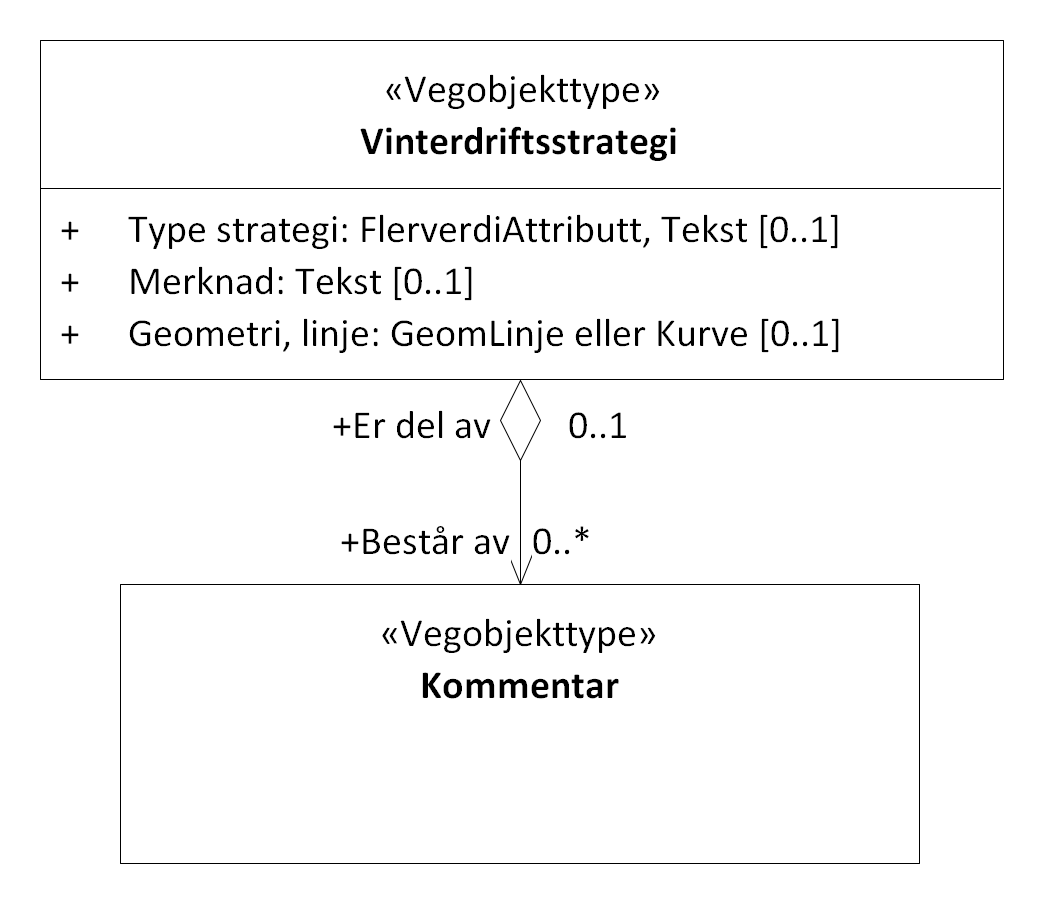 «Vegobjekttype»
Vinterdriftsstrategi
+ Type strategi: FlerverdiAttributt, Tekst [0..1]
+ Merknad: Tekst [0..1]
+ Geometri, linje: GeomLinje eller Kurve [0..1]
+Er del av 0..1
+Består av 0..*
«Vegobjekttype»
Kommentar